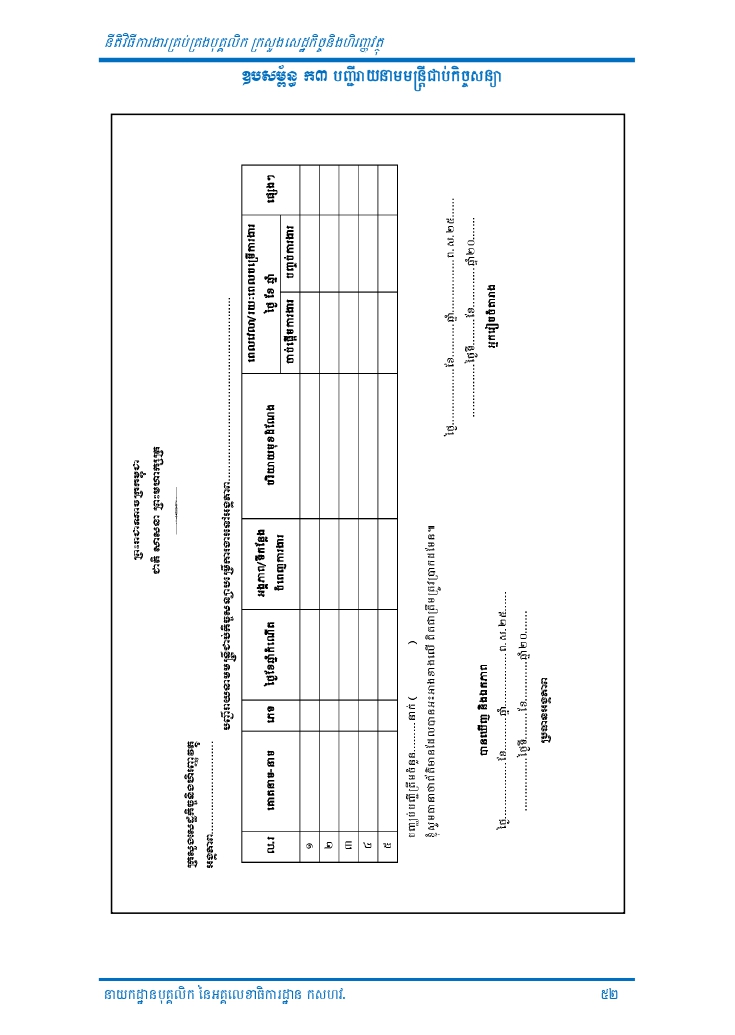 នីតិវិធីការងារគ្រប់គ្រងបុគ្គលិក ក្រសួងសេដ្ឋកិច្ចនិងហិរញ្ញវត្ថុ
ឧបសម្ព័ន្ធ ក៣ បញ្ជីរាយនាមមន្ត្រីជាប់កិច្ចសន្យា
ព្រះរាជាណាចក្រកម្ពុជា
ជាតិ សាសនា ព្រះមហាក្សត្រ
ក្រសួងសេដ្ឋកិច្ចនិងហិរញ្ញវត្ថុ
អង្គភាព..................
បញ្ជីរាយនាមមន្ត្រីជាប់កិច្ចសន្យាបម្រើការងារនៅអង្គភាព............................................
ល.រ គោតនាម-នាម ភេទ ថ្ងៃខែឆ្នាំកំណើត អង្គភាព/ទីកន្លែងបំពេញការងារ បរិយាយមុខដំណែង ពេលវេលា/រយៈពេលបម្រើការងារ ថ្ងៃ ខែ ឆ្នាំ ចាប់ផ្តើមការងារ បញ្ចប់ការងារ ផ្សេងៗ
១
២
៣
៤
៥
បញ្ឈប់បញ្ជីត្រឹមចំនួន..........នាក់ ( )
ខ្ញុំសូមធានាថាព័ត៌មានដែលបានអះអាងខាងលើ ពិតជាត្រឹមត្រូវប្រាកដមែន៕
ថ្ងៃ...............ខែ.............ឆ្នាំ...............ព.ស.២៥......
................ថ្ងៃទី.........ខែ............ឆ្នាំ២០.......
អ្នករៀបចំតារាង
បានឃើញ និងឯកភាព
ថ្ងៃ...............ខែ.............ឆ្នាំ...............ព.ស.២៥......
................ថ្ងៃទី.........ខែ............ឆ្នាំ២០.......
ប្រធានអង្គភាព
នាយកដ្ឋានបុគ្គលិក នៃអគ្គលេខាធិការដ្ឋាន កសហវ.
៥២